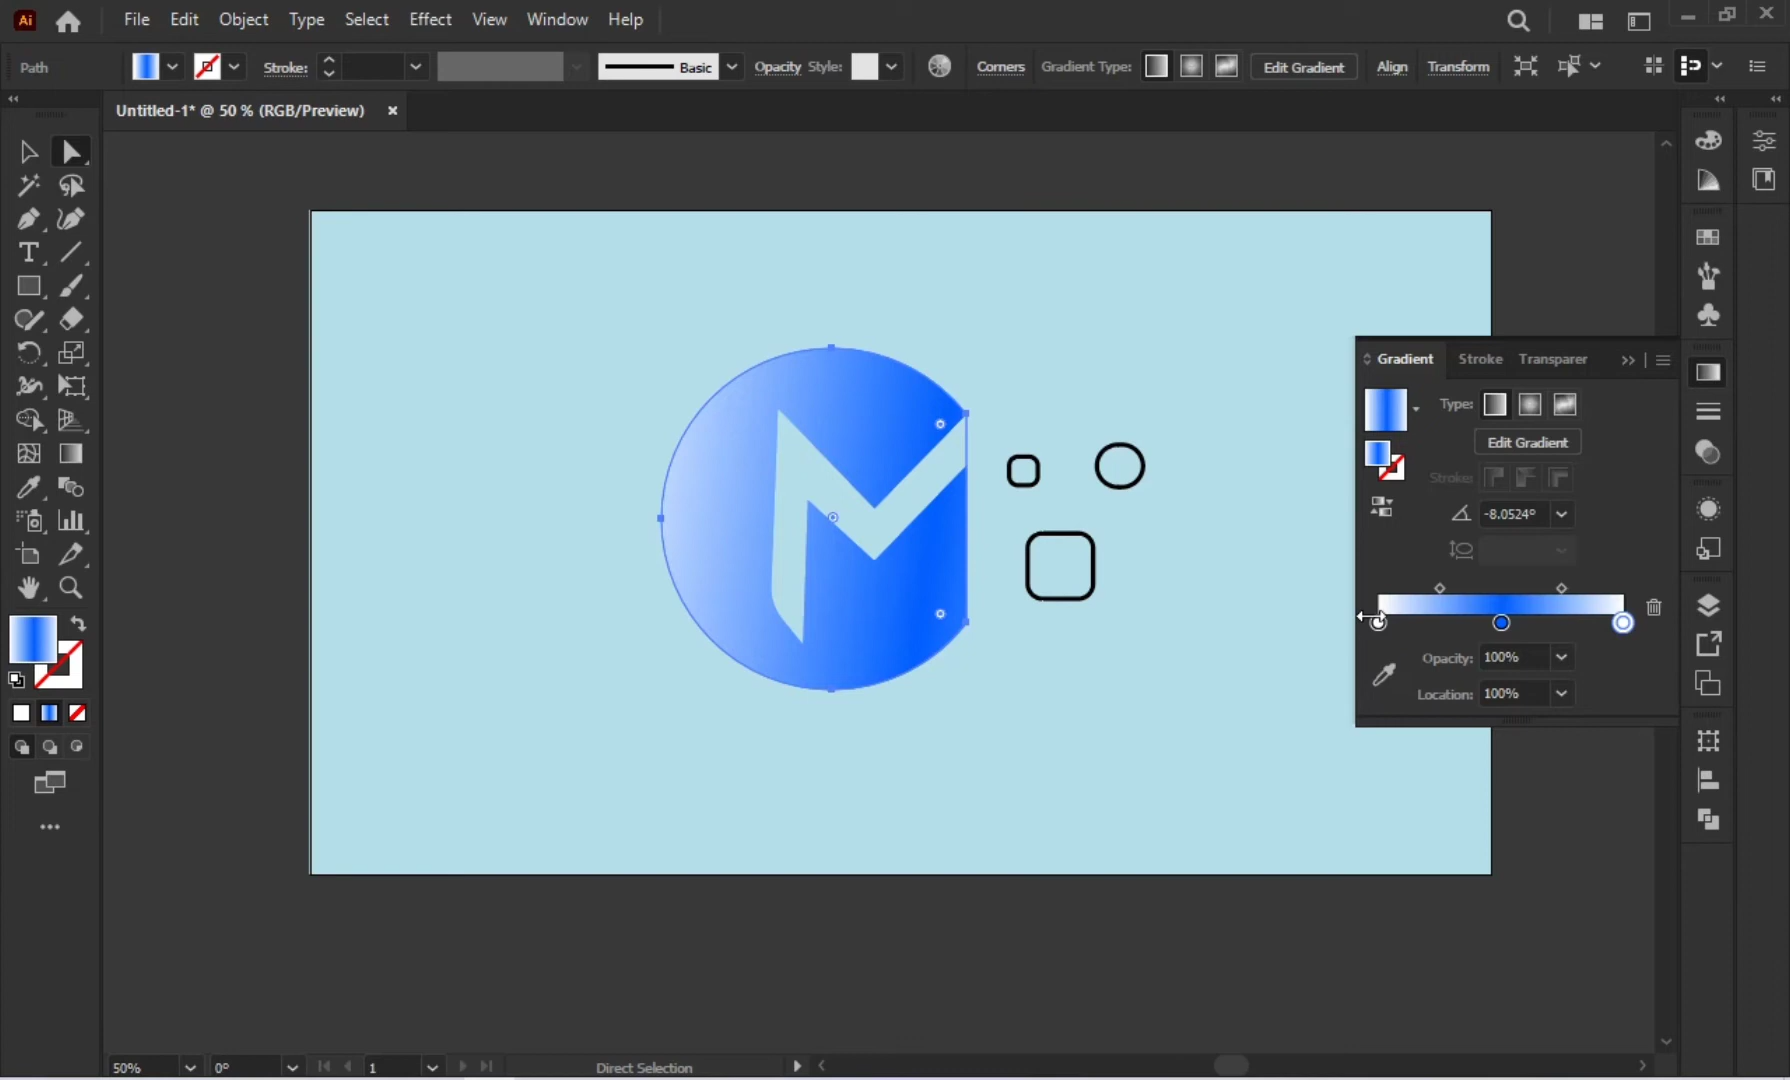 Ai File Edit Object Type Select Effect View Window Help
Path Stroke: Basic Opacity Style: Corners Gradient Type: Edit Gradient Align Transform
Untitled-1* @ 50 % (RGB/Preview)
Gradient Stroke Transparer
Type:
Edit Gradient
Stroke:
-8.0524°
Opacity: 100%
Location: 100%
M
50% 0° 1 Direct Selection